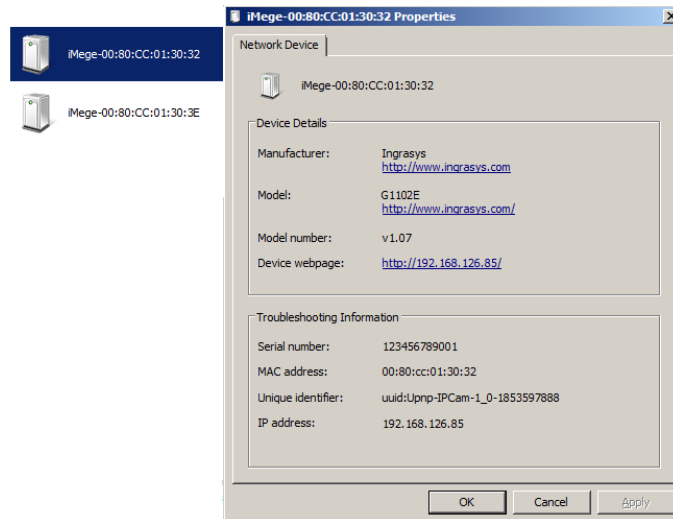 iMege-00:80:CC:01:30:32
iMege-00:80:CC:01:30:3E
iMege-00:80:CC:01:30:32 Properties
Network Device
iMege-00:80:CC:01:30:32
Device Details
Manufacturer: Ingrasys
http://www.ingrasys.com
Model: G1102E
http://www.ingrasys.com/
Model number: v1.07
Device webpage: http://192.168.126.85/
Troubleshooting Information
Serial number: 123456789001
MAC address: 00:80:cc:01:30:32
Unique identifier: uuid:Upnp-IPCam-1_0-1853597888
IP address: 192.168.126.85
OK Cancel Apply